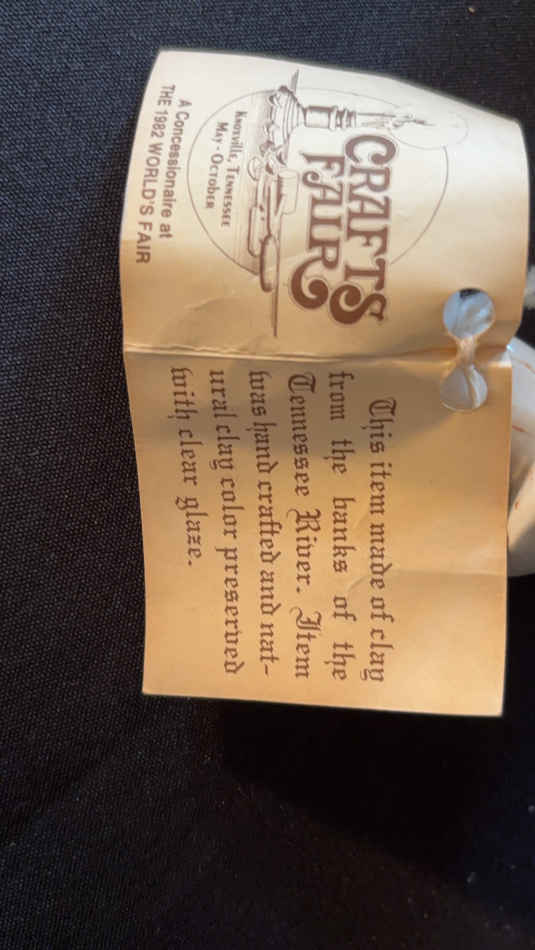 CRAFTS
FAIR
KNOXVILLE, TENNESSEE
MAY - OCTOBER
A Concessionaire at
THE 1982 WORLD'S FAIR
This item made of clay
from the banks of the
Tennessee River. Item
was hand crafted and nat-
ural clay color preserved
with clear glaze.